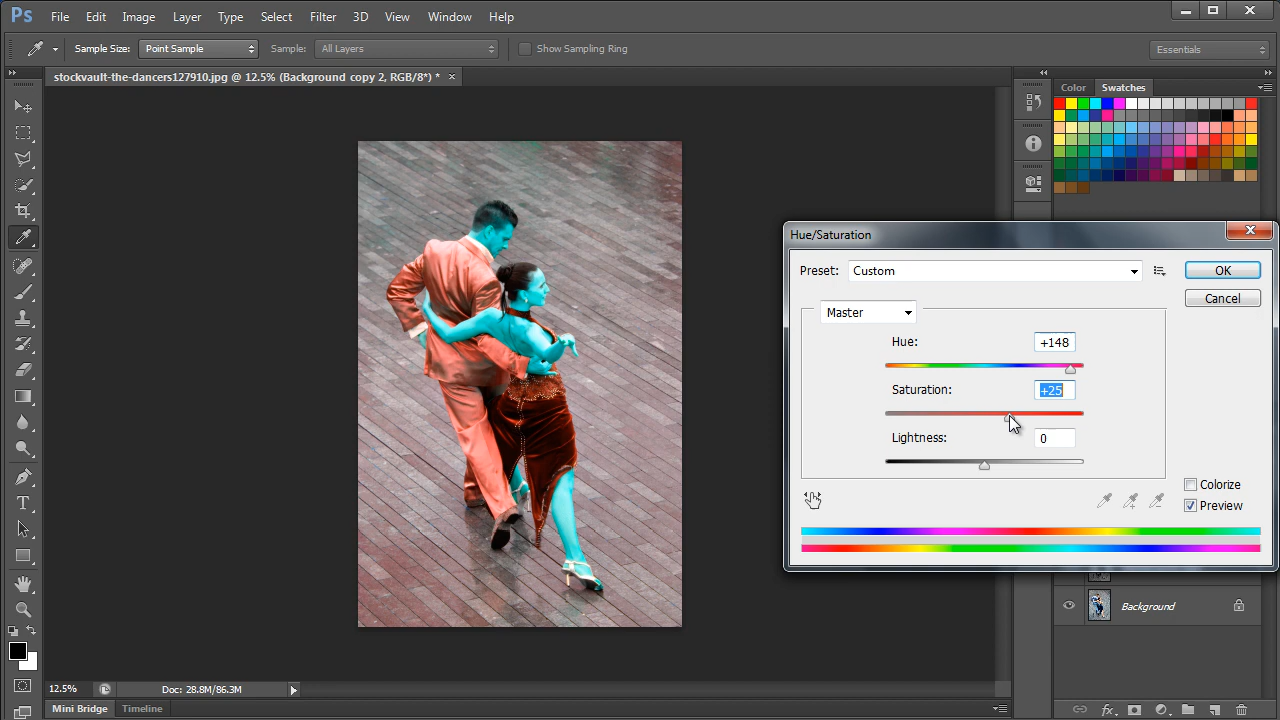 Ps File Edit Image Layer Type Select Filter 3D View Window Help
Sample Size: Point Sample Sample: All Layers Show Sampling Ring Essentials
stockvault-the-dancers127910.jpg @ 12.5% (Background copy 2, RGB/8*) * ×
Color Swatches
Hue/Saturation
Preset: Custom OK
Cancel
Master
Hue: +148
Saturation: +25
Lightness: 0
Colorize
Preview
Background
12.5% Doc: 28.8M/86.3M
Mini Bridge Timeline